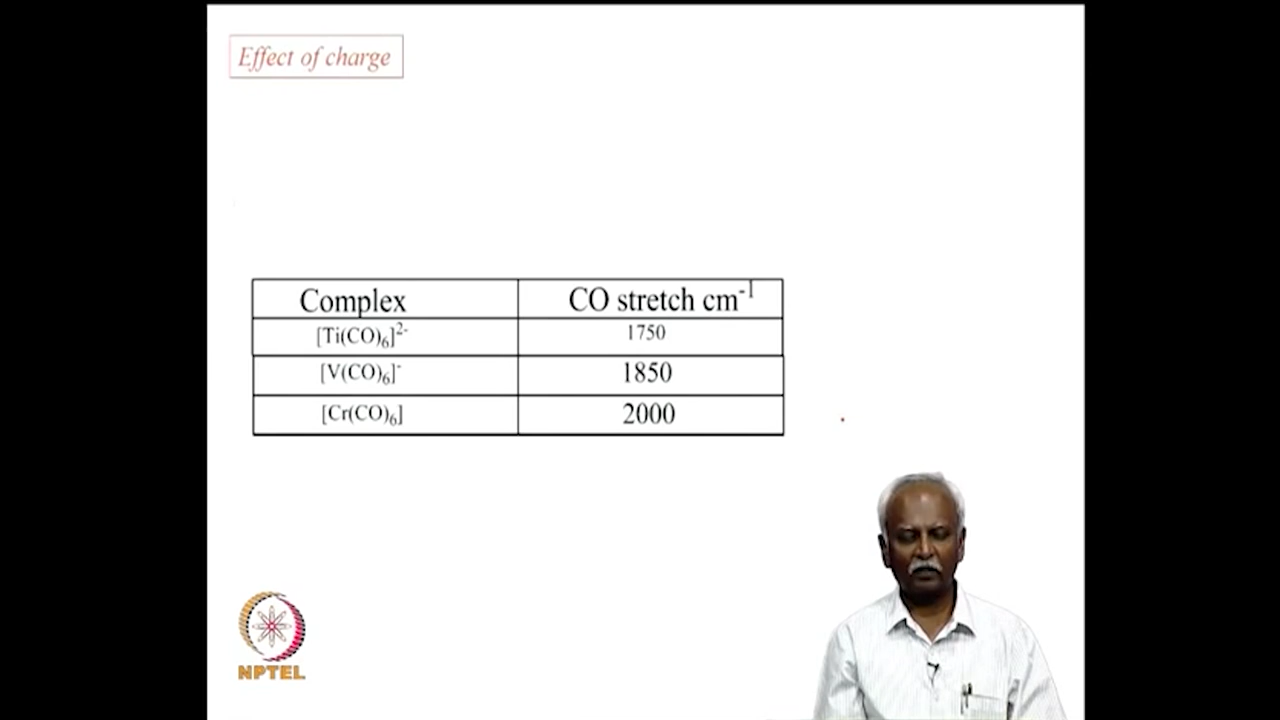 Effect of charge
Complex CO stretch cm⁻¹
[Ti(CO)₆]²⁻ 1750
[V(CO)₆]⁻ 1850
[Cr(CO)₆] 2000
NPTEL